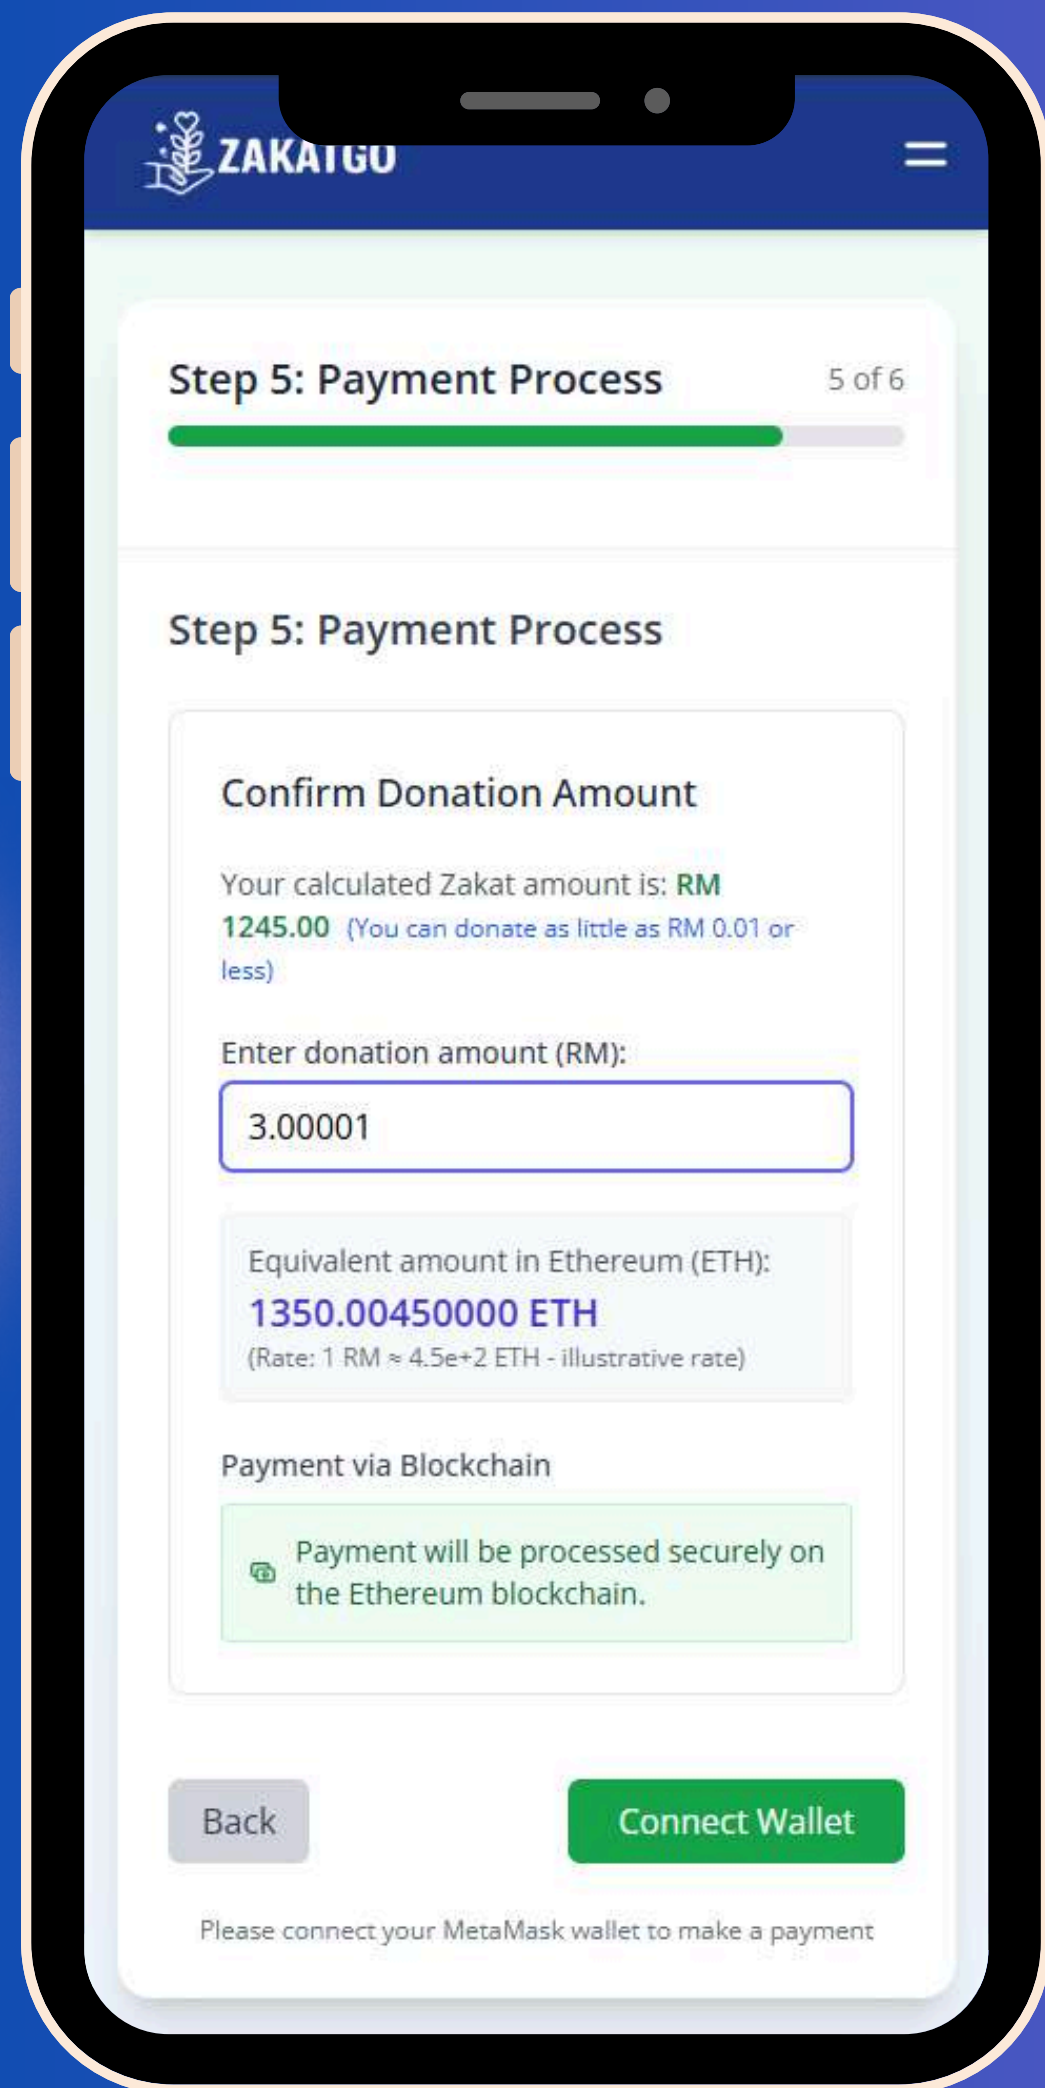 ZAKATGO
Step 5: Payment Process
5 of 6
Step 5: Payment Process
Confirm Donation Amount
Your calculated Zakat amount is: RM
1245.00 (You can donate as little as RM 0.01 or
less)
Enter donation amount (RM):
3.00001
Equivalent amount in Ethereum (ETH):
1350.00450000 ETH
(Rate: 1 RM ≈ 4.5e+2 ETH - illustrative rate)
Payment via Blockchain
Payment will be processed securely on
the Ethereum blockchain.
Back
Connect Wallet
Please connect your MetaMask wallet to make a payment